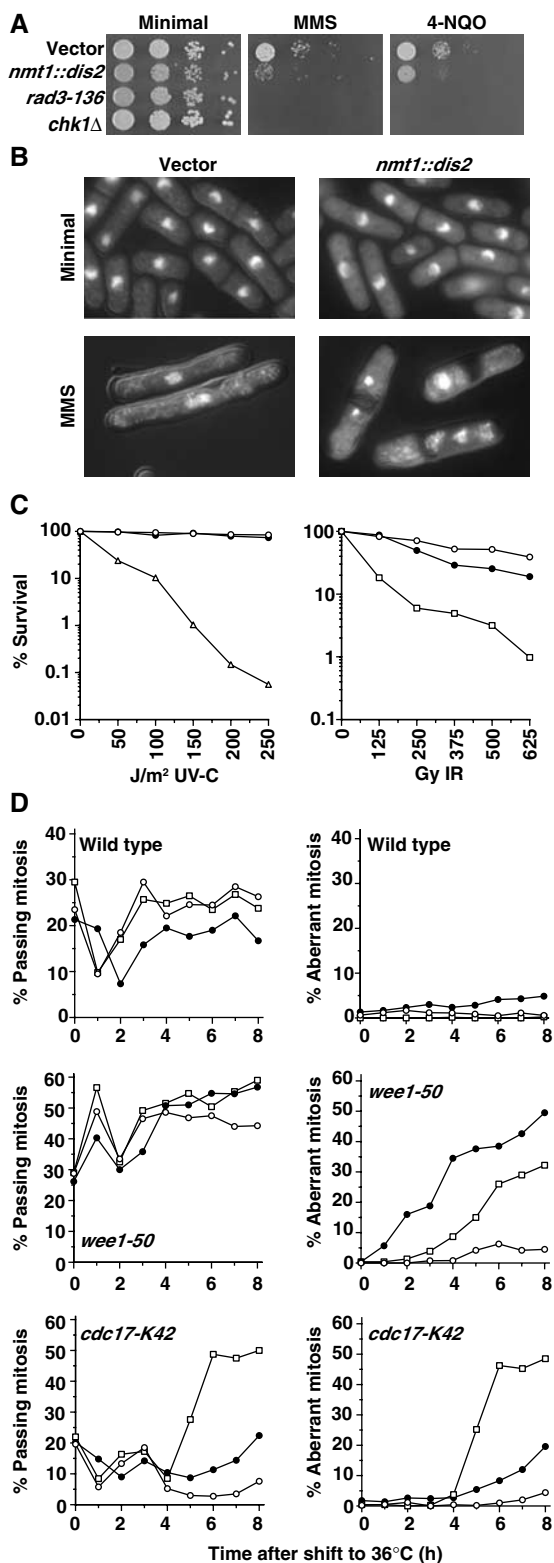 A
Minimal MMS 4-NQO
Vector
nmt1::dis2
rad3-136
chk1Δ
B
Vector nmt1::dis2
Minimal
MMS
C
% Survival
100
10
1
0.1
0.01
0 50 100 150 200 250
J/m² UV-C
100
10
1
0.1
0 125 250 375 500 625
Gy IR
D
% Passing mitosis
40
30
20
10
0
Wild type
0 2 4 6 8
% Aberrant mitosis
40
30
20
10
0
Wild type
0 2 4 6 8
% Passing mitosis
60
50
40
30
20
10
0
wee1-50
0 2 4 6 8
% Aberrant mitosis
60
50
40
30
20
10
0
wee1-50
0 2 4 6 8
% Passing mitosis
50
40
30
20
10
0
cdc17-K42
0 2 4 6 8
% Aberrant mitosis
50
40
30
20
10
0
cdc17-K42
0 2 4 6 8
Time after shift to 36°C (h)